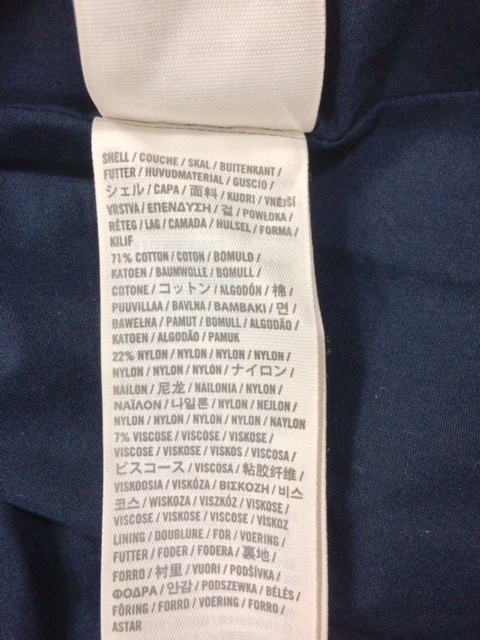 SHELL / COUCHE / SKAL / BUITENKANT /
FUTTER / HUVUDMATERIAL / GUSCIO /
シェル / CAPA / 面料 / KUORI / VNĚJŠÍ
VRSTVA / ΕΠΕΝΔΥΣΗ / 겉 / POWŁOKA /
RÉTEG / LAG / CAMADA / HULSEL / FORMA /
KILIF
71% COTTON / COTON / BOMULD /
KATOEN / BAUMWOLLE / BOMULL /
COTONE / コットン / ALGODÓN / 棉 /
PUUVILLAA / BAVLNA / ΒΑΜΒΑΚΙ / 면 /
BAWEŁNA / PAMUT / BOMULL / ALGODÃO /
KATOEN / ALGODÃO / PAMUK
22% NYLON / NYLON / NYLON / NYLON /
NYLON / NYLON / NYLON / ナイロン /
NAILON / 尼龙 / NAILONIA / NYLON /
ΝΑΪΛΟΝ / 나일론 / NYLON / NEJLON /
NYLON / NYLON / NYLON / NYLON / NAYLON
7% VISCOSE / VISCOSE / VISKOSE /
VISCOSE / VISKOSE / VISKOS / VISCOSA /
ビスコース / VISCOSA / 粘胶纤维 /
VISKOOSIA / VISKÓZA / ΒΙΣΚΟΖΗ / 비스
코스 / WISKOZA / VISZKÓZ / VISKOSE /
VISCOSE / VISKOSE / VISCOSE / VİSKOZ
LINING / DOUBLURE / FOR / VOERING /
FUTTER / FODER / FODERA / 裏地 /
FORRO / 衬里 / VUORI / PODŠÍVKA /
ΦΟΔΡΑ / 안감 / PODSZEWKA / BÉLÉS /
FÔRING / FORRO / VOERING / FORRO /
ASTAR